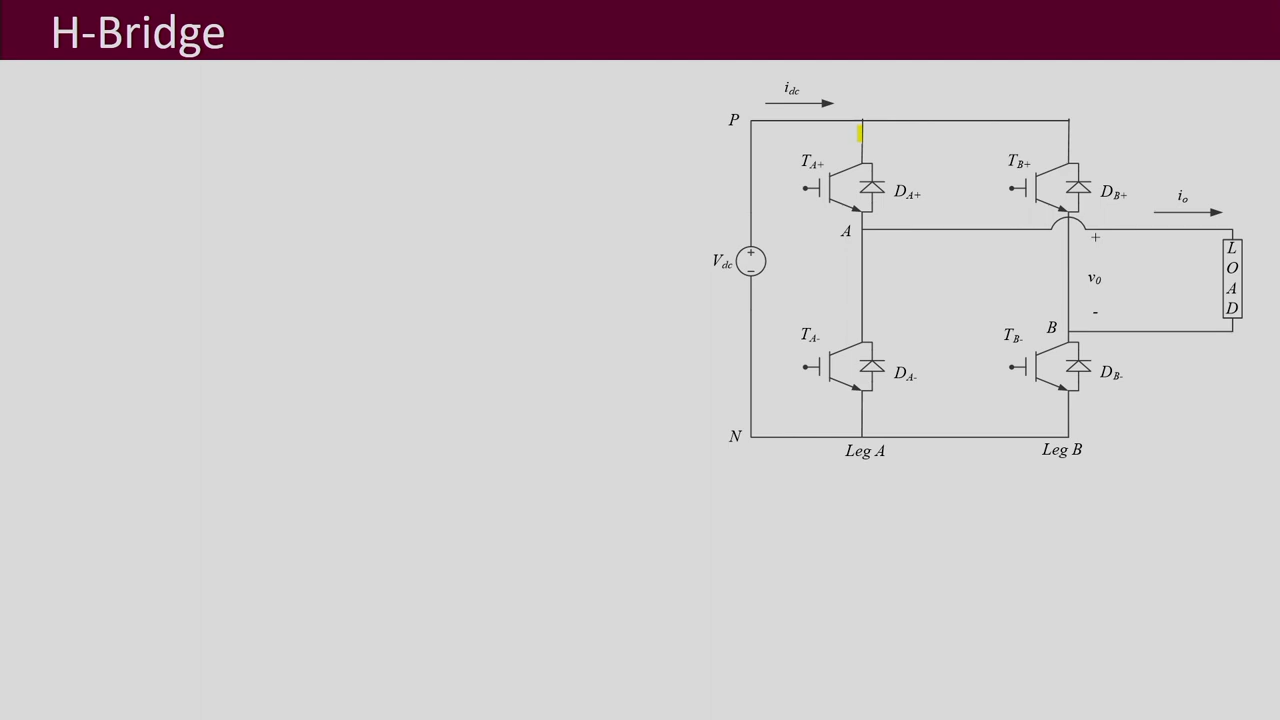 H-Bridge
i_dc
P
T_A+
D_A+
T_B+
D_B+
i_o
A
+
V_dc
+
−
v_0
-
L
O
A
D
B
T_A-
D_A-
T_B-
D_B-
N
Leg A
Leg B